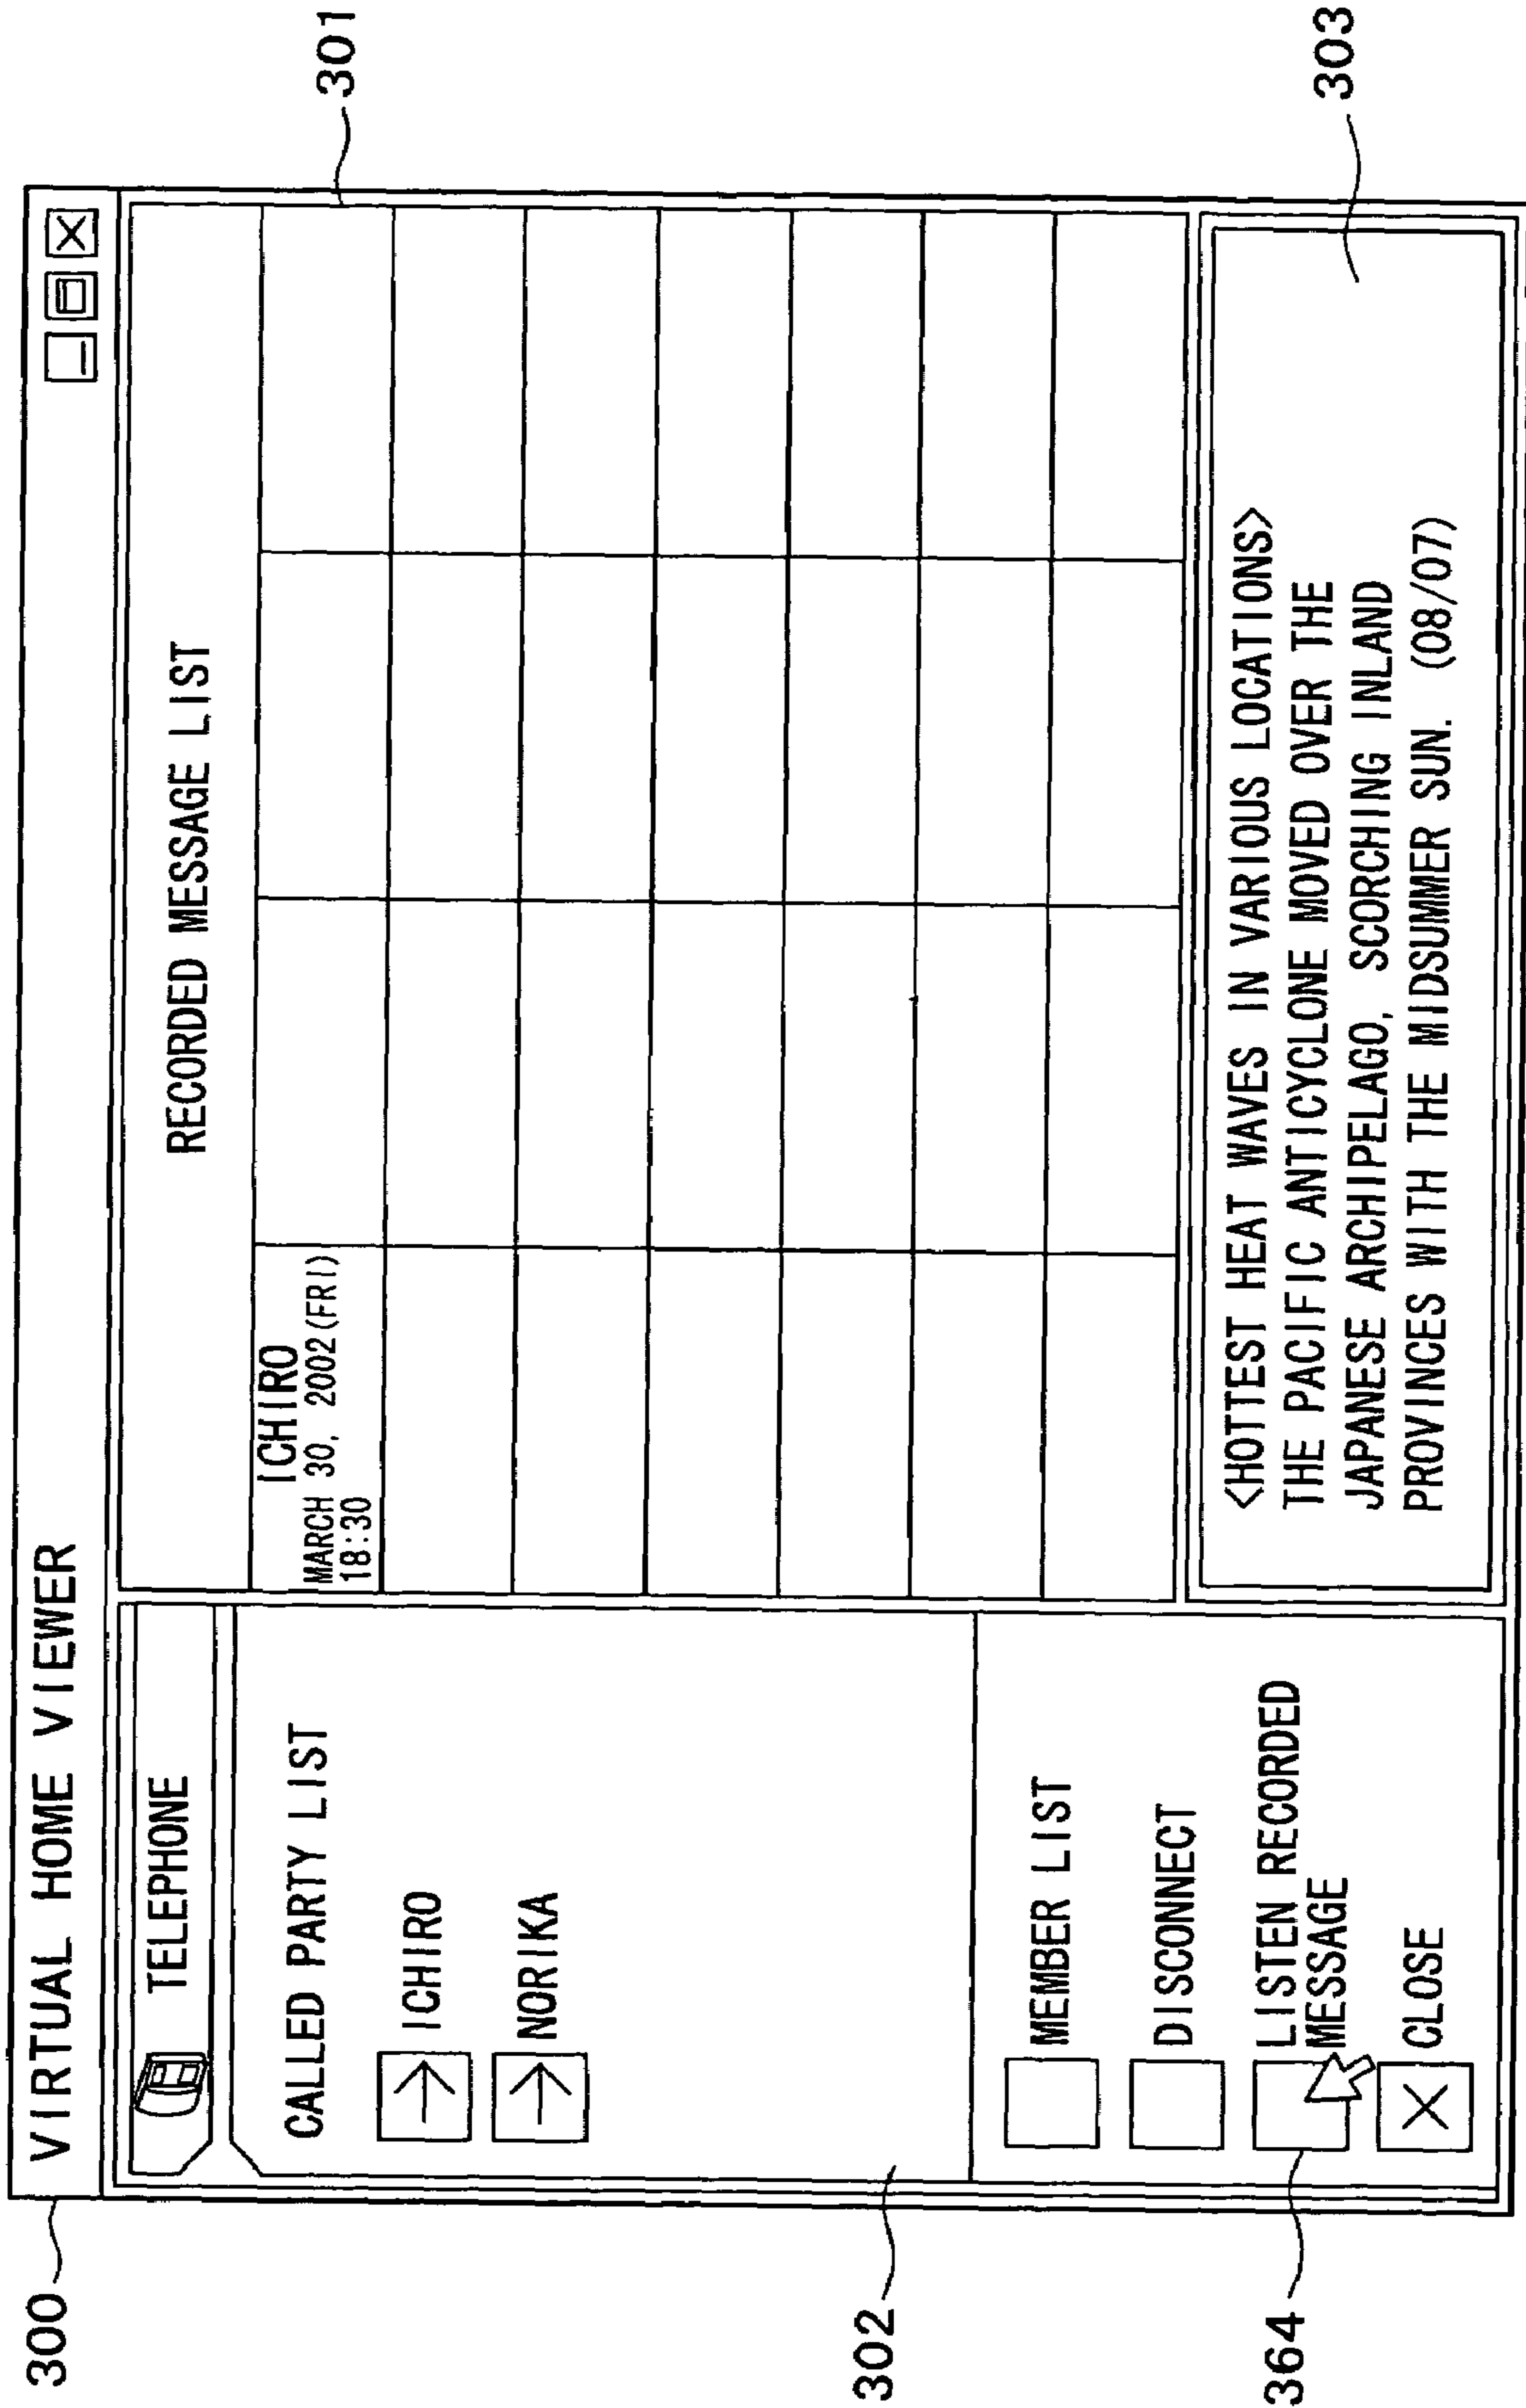 300
VIRTUAL HOME VIEWER
TELEPHONE
CALLED PARTY LIST
ICHIRO
NORIKA
302
MEMBER LIST
DISCONNECT
LISTEN RECORDED
MESSAGE
364
CLOSE
RECORDED MESSAGE LIST
301
ICHIRO
MARCH 30, 2002(FRI)
18:30
<HOTTEST HEAT WAVES IN VARIOUS LOCATIONS>
THE PACIFIC ANTICYCLONE MOVED OVER THE
JAPANESE ARCHIPELAGO, SCORCHING INLAND
PROVINCES WITH THE MIDSUMMER SUN. (08/07)
303